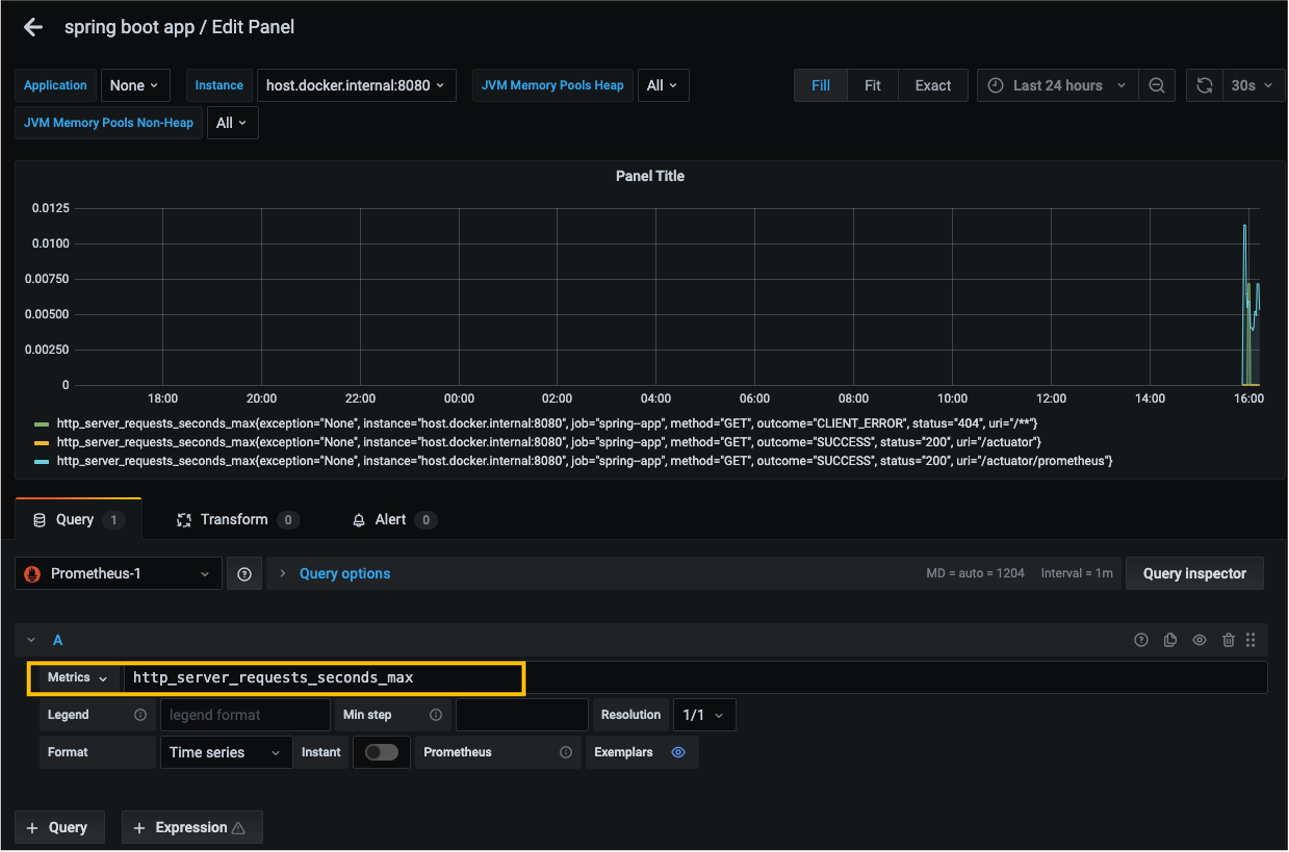 spring boot app / Edit Panel
Application None Instance host.docker.internal:8080 JVM Memory Pools Heap All Fill Fit Exact Last 24 hours 30s
JVM Memory Pools Non-Heap All
Panel Title
0.0125
0.0100
0.00750
0.00500
0.00250
0
18:00 20:00 22:00 00:00 02:00 04:00 06:00 08:00 10:00 12:00 14:00 16:00
http_server_requests_seconds_max{exception="None", instance="host.docker.internal:8080", job="spring--app", method="GET", outcome="CLIENT_ERROR", status="404", uri="/**"}
http_server_requests_seconds_max{exception="None", instance="host.docker.internal:8080", job="spring--app", method="GET", outcome="SUCCESS", status="200", uri="/actuator"}
http_server_requests_seconds_max{exception="None", instance="host.docker.internal:8080", job="spring--app", method="GET", outcome="SUCCESS", status="200", uri="/actuator/prometheus"}
Query 1 Transform 0 Alert 0
Prometheus-1 Query options MD = auto = 1204 Interval = 1m Query inspector
A
Metrics http_server_requests_seconds_max
Legend legend format Min step Resolution 1/1
Format Time series Instant Prometheus Exemplars
+ Query + Expression